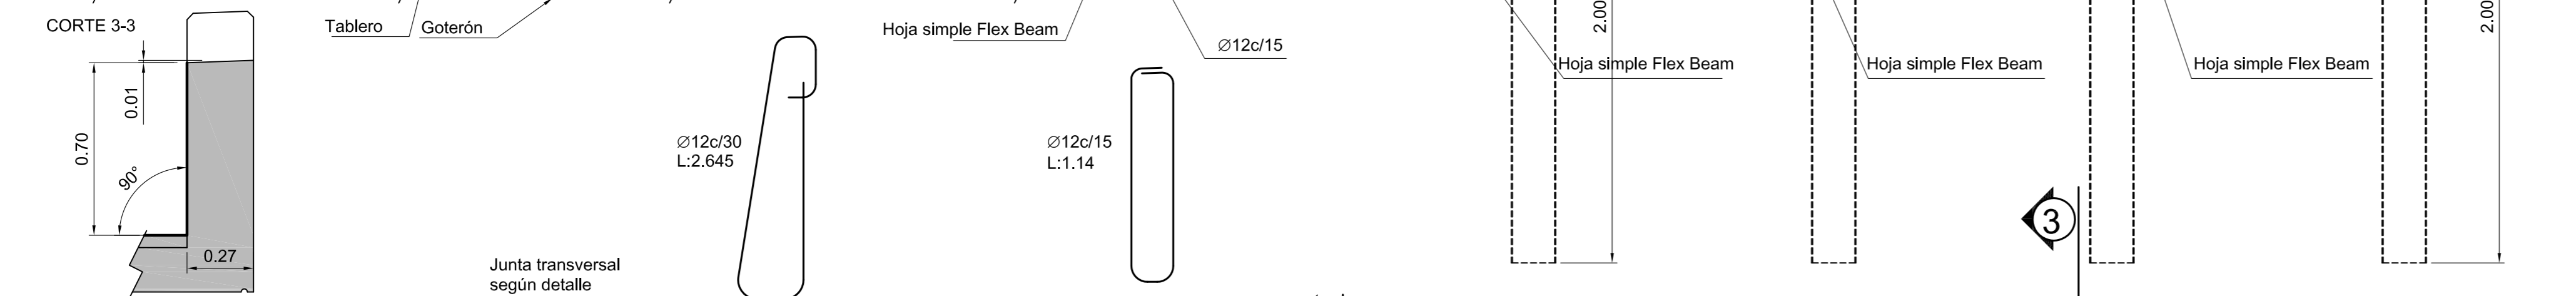 CORTE 3-3
0.01
0.70
90°
0.27
Tablero
Goterón
Junta transversal
según detalle
∅12c/30
L:2.645
Hoja simple Flex Beam
∅12c/15
∅12c/15
L:1.14
2.00
Hoja simple Flex Beam
Hoja simple Flex Beam
3
Hoja simple Flex Beam
2.00